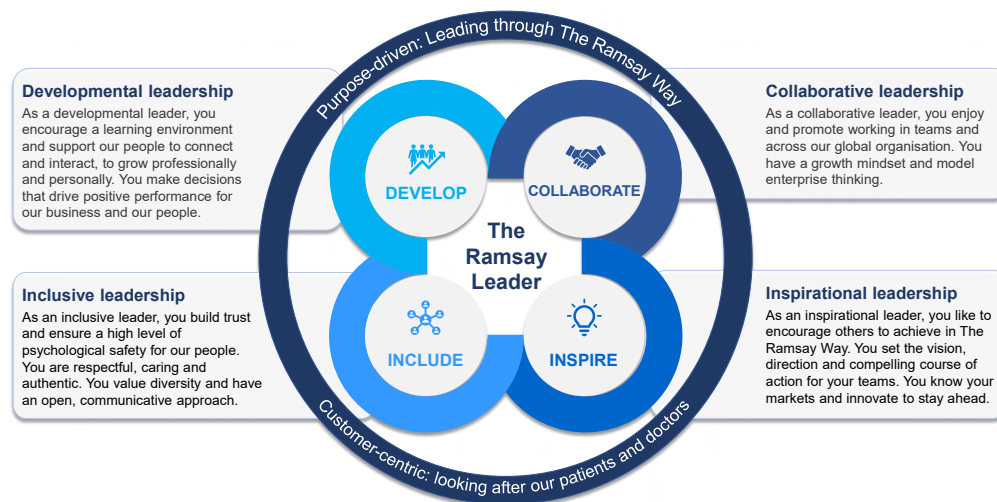 Purpose-driven: Leading through The Ramsay Way
Developmental leadership
As a developmental leader, you
encourage a learning environment
and support our people to connect
and interact, to grow professionally
and personally. You make decisions
that drive positive performance for
our business and our people.
Collaborative leadership
As a collaborative leader, you enjoy
and promote working in teams and
across our global organisation. You
have a growth mindset and model
enterprise thinking.
DEVELOP
COLLABORATE
The
Ramsay
Leader
Inclusive leadership
As an inclusive leader, you build trust
and ensure a high level of
psychological safety for our people.
You are respectful, caring and
authentic. You value diversity and have
an open, communicative approach.
Inspirational leadership
As an inspirational leader, you like to
encourage others to achieve in The
Ramsay Way. You set the vision,
direction and compelling course of
action for your teams. You know your
markets and innovate to stay ahead.
INCLUDE
INSPIRE
Customer-centric: looking after our patients and doctors